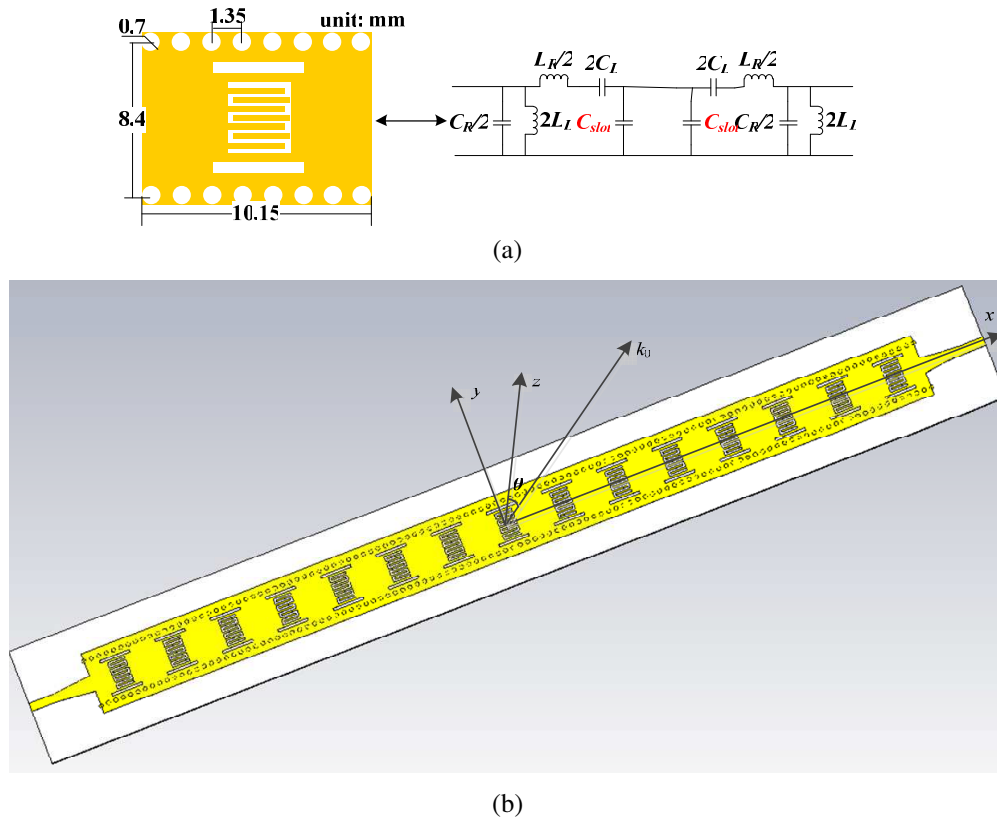 1.35
unit: mm
0.7
8.4
10.15
L_R/2
2C_L
2C_L
L_R/2
C_R/2
2L_L
C_slot
C_slot
C_R/2
2L_L
(a)
x
k_0
z
y
θ
(b)